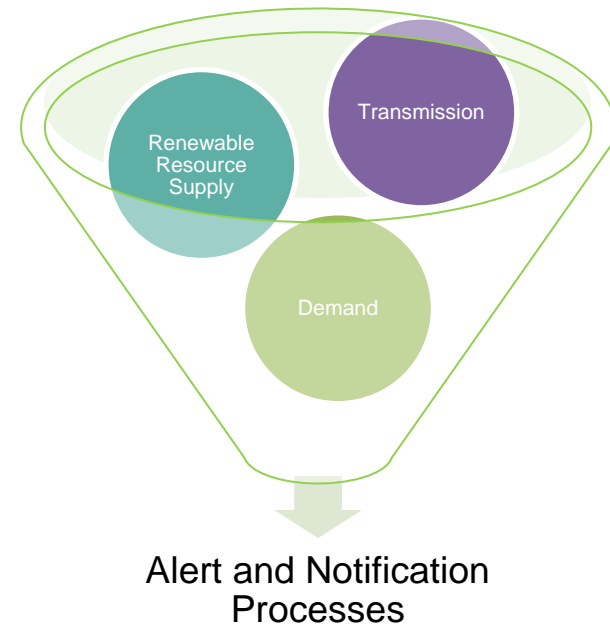 Transmission
Renewable
Resource
Supply
Demand
Alert and Notification
Processes